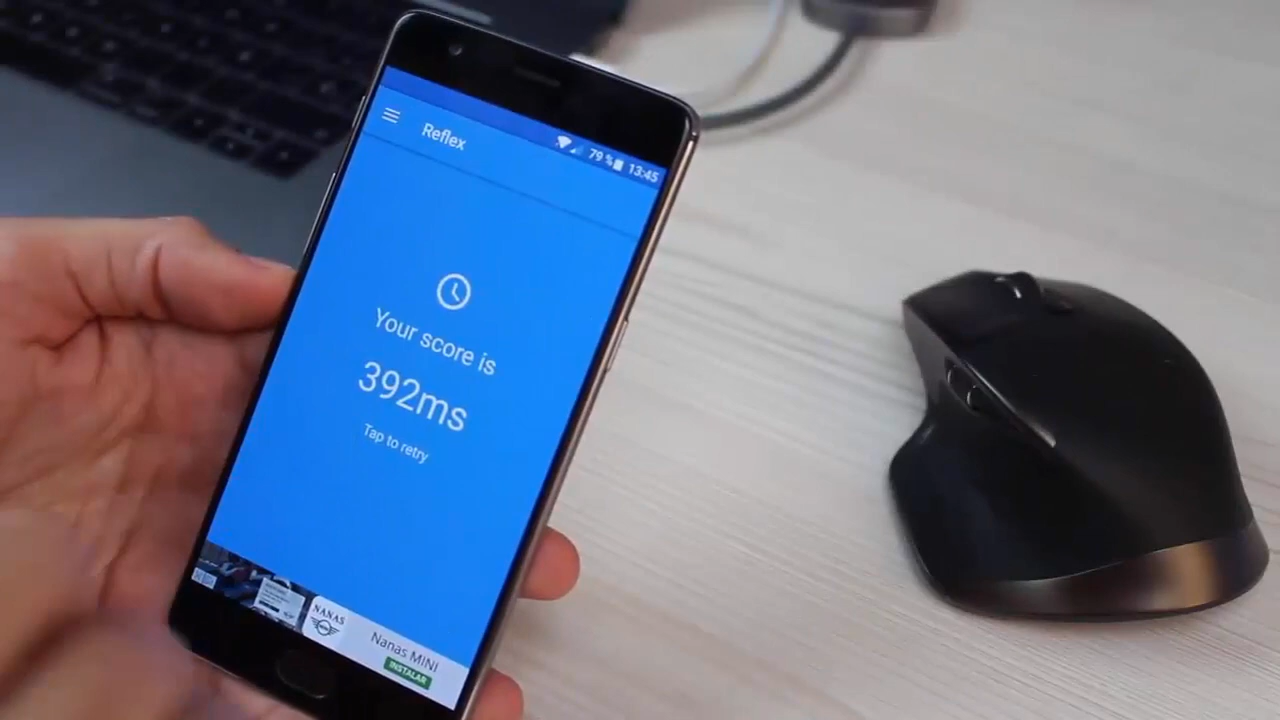 79 % 13:45
Reflex
Your score is
392ms
Tap to retry
NANAS
Nanas MINI
INSTALAR